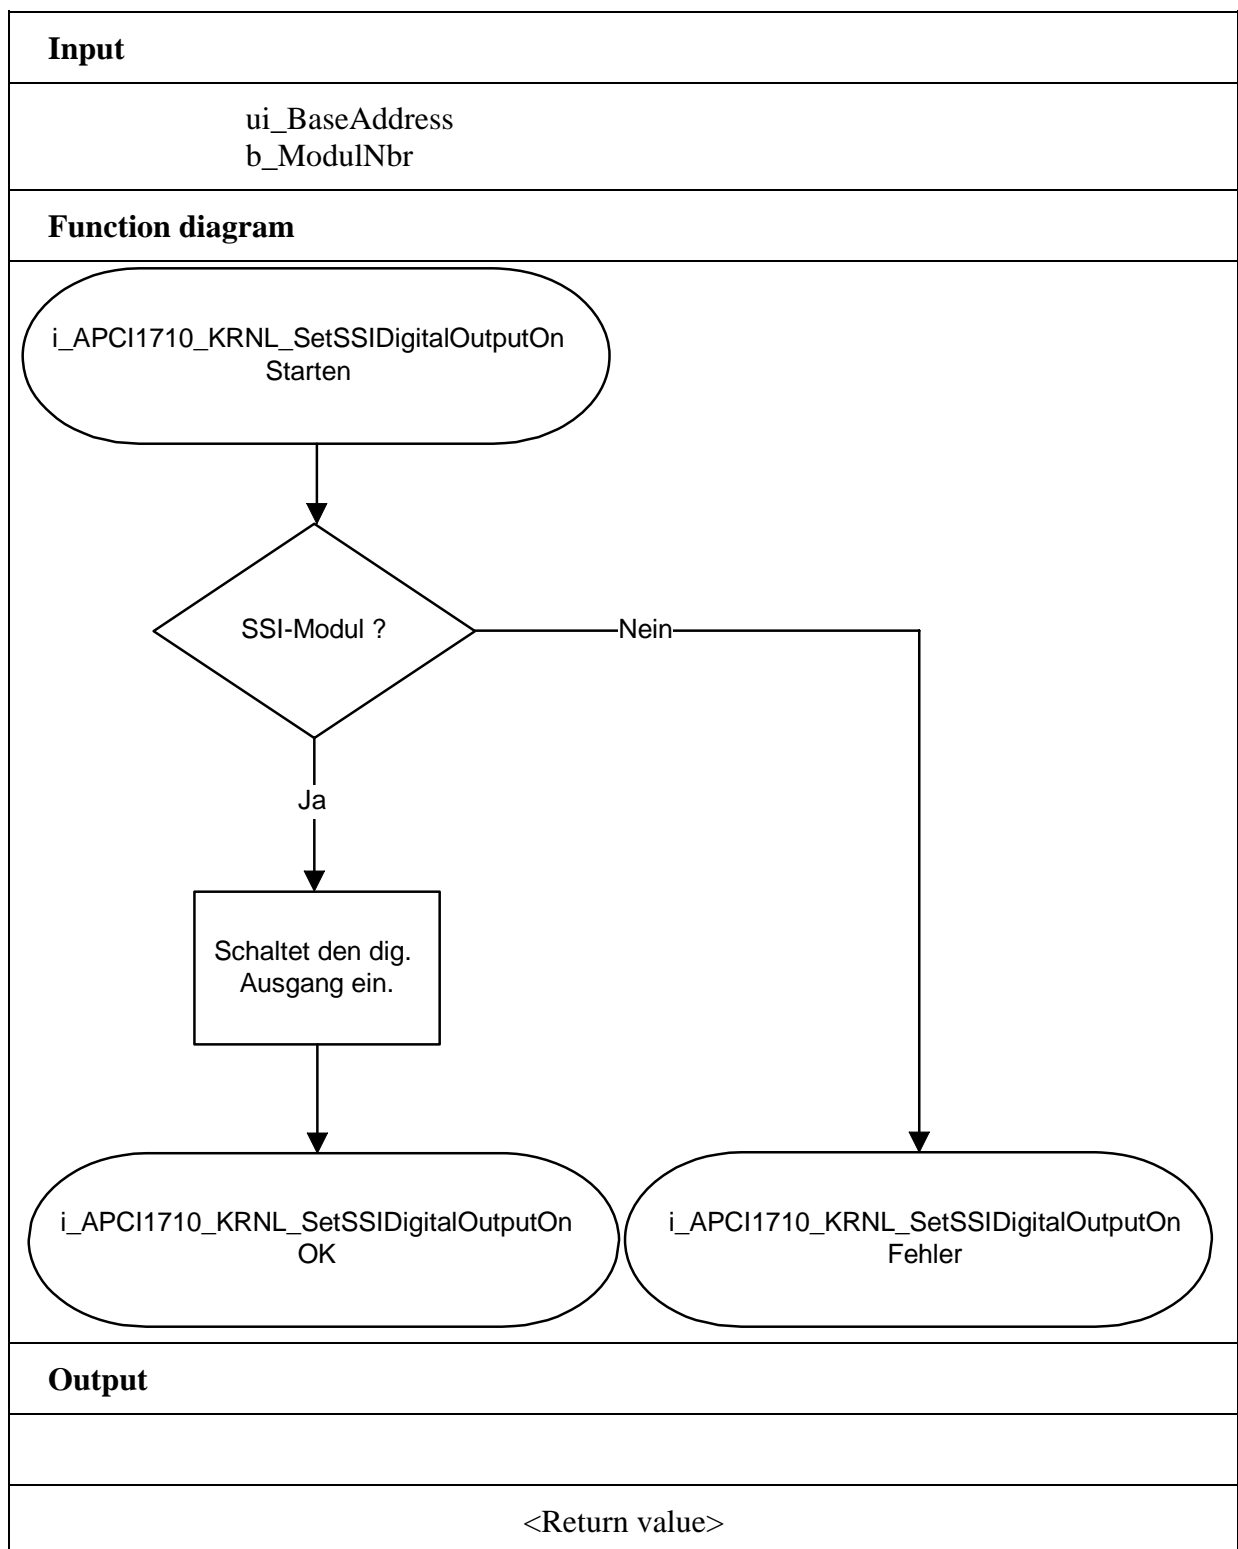 Input
ui_BaseAddress
b_ModulNbr
Function diagram
i_APCI1710_KRNL_SetSSIDigitalOutputOn
Starten
SSI-Modul ?
Nein
Ja
Schaltet den dig.
Ausgang ein.
i_APCI1710_KRNL_SetSSIDigitalOutputOn
OK
i_APCI1710_KRNL_SetSSIDigitalOutputOn
Fehler
Output
<Return value>